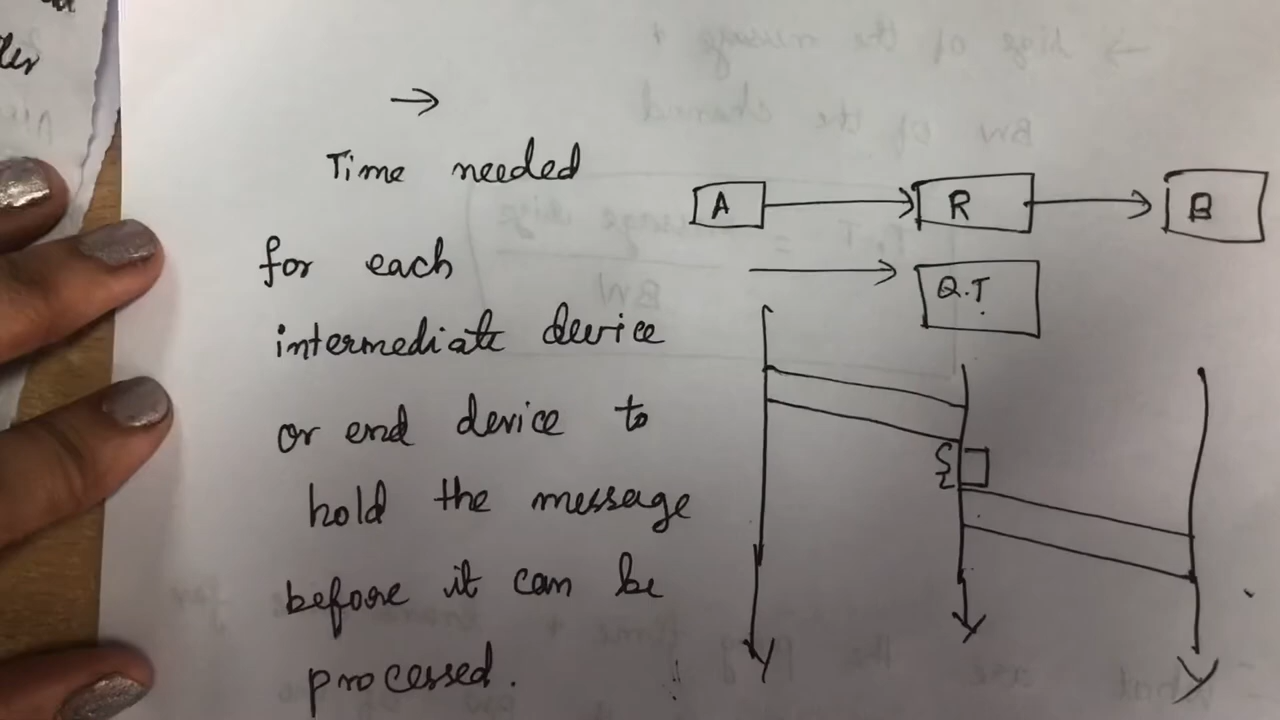 →
Time needed
for each
intermediate device
or end device to
hold the message
before it can be
processed.
A → R → B
→ Q.T.